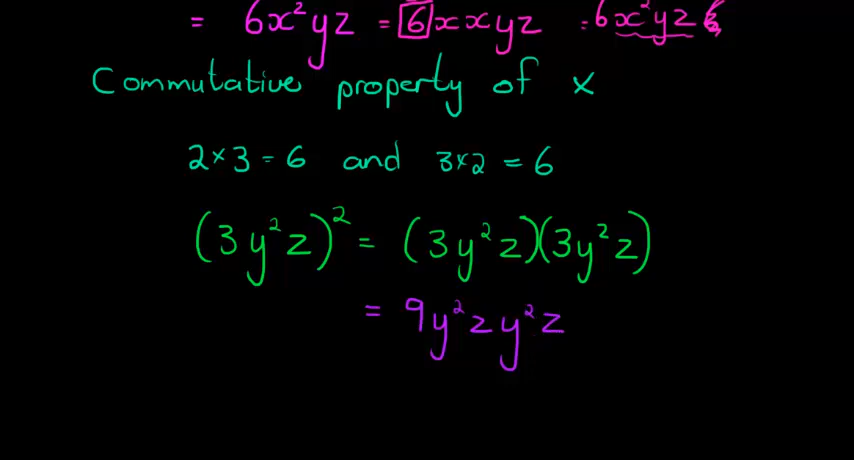 = 6x²yz = 6xxyz = 6x²yz
Commutative property of ×
2×3=6 and 3×2 = 6
(3y²z)² = (3y²z)(3y²z)
= 9y²zy²z